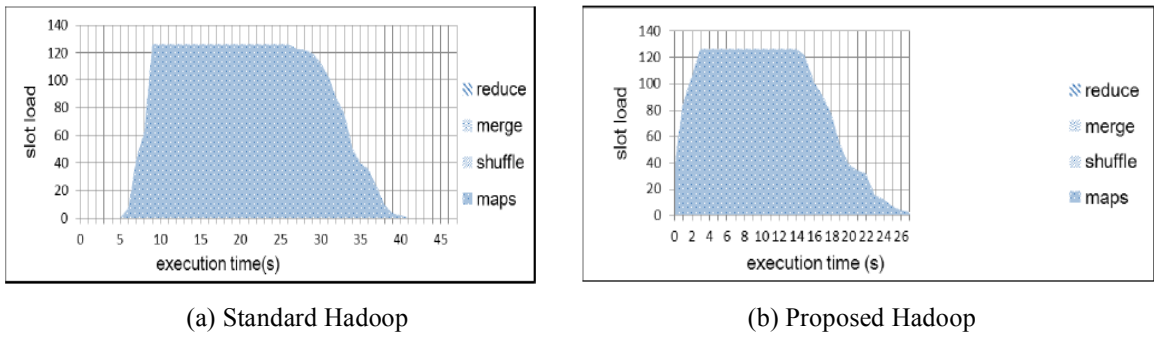 140
120
100
80
60
40
20
0
slot load
0 5 10 15 20 25 30 35 40 45
execution time(s)
reduce
merge
shuffle
maps
(a) Standard Hadoop
140
120
100
80
60
40
20
0
slot load
0 2 4 6 8 10 12 14 16 18 20 22 24 26
execution time (s)
reduce
merge
shuffle
maps
(b) Proposed Hadoop